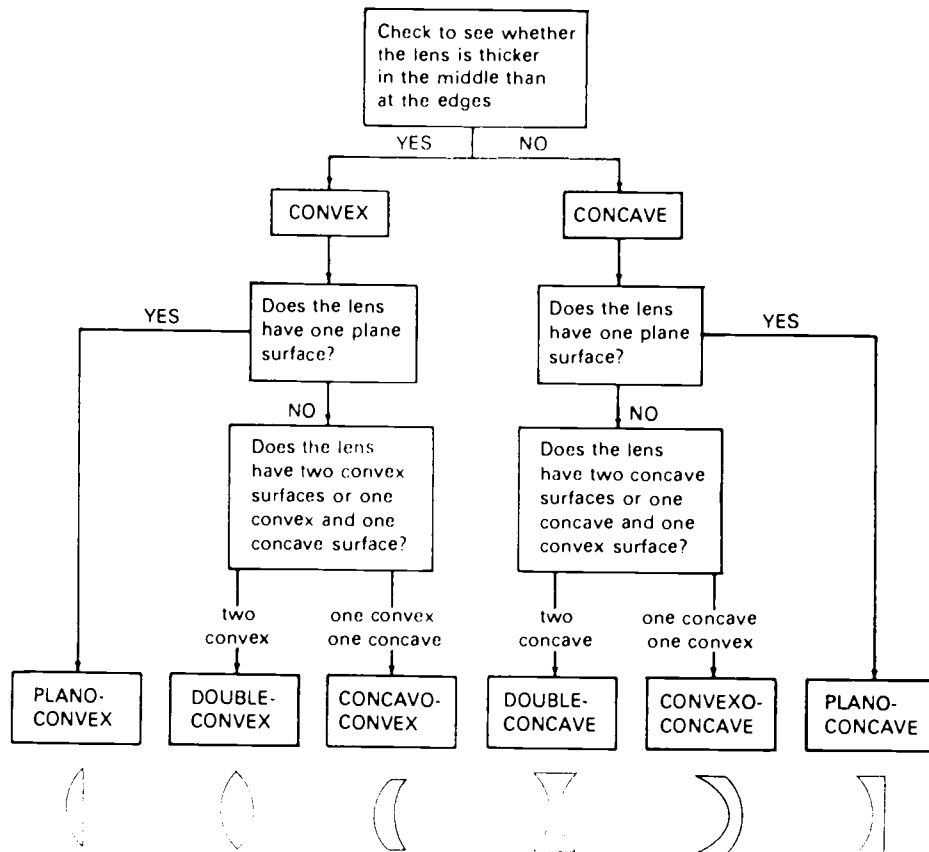 Check to see whether
the lens is thicker
in the middle than
at the edges
YES
NO
CONVEX
CONCAVE
YES
Does the lens
have one plane
surface?
Does the lens
have one plane
surface?
YES
NO
NO
Does the lens
have two convex
surfaces or one
convex and one
concave surface?
Does the lens
have two concave
surfaces or one
concave and one
convex surface?
two
convex
one convex
one concave
two
concave
one concave
one convex
PLANO-
CONVEX
DOUBLE-
CONVEX
CONCAVO-
CONVEX
DOUBLE-
CONCAVE
CONVEXO-
CONCAVE
PLANO-
CONCAVE